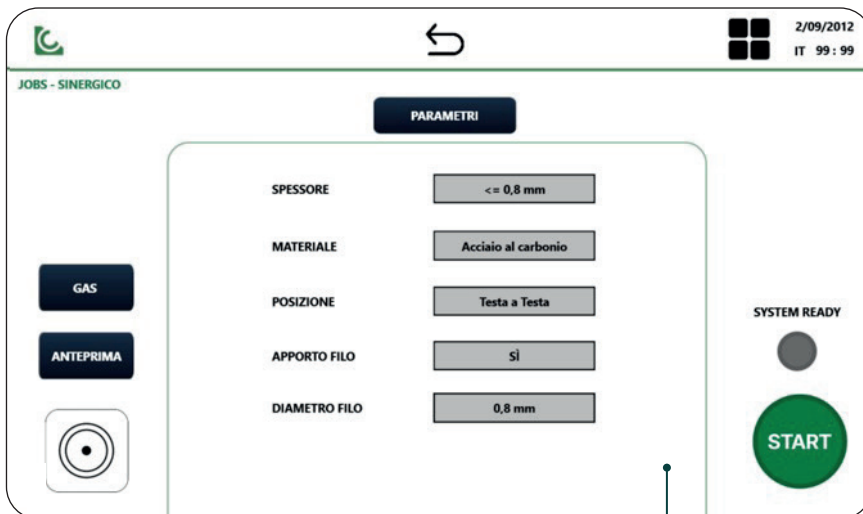 2/09/2012
IT 99 : 99
JOBS - SINERGICO
PARAMETRI
SPESSORE <= 0,8 mm
MATERIALE Acciaio al carbonio
GAS
POSIZIONE Testa a Testa
SYSTEM READY
ANTEPRIMA
APPORTO FILO SÌ
DIAMETRO FILO 0,8 mm
START